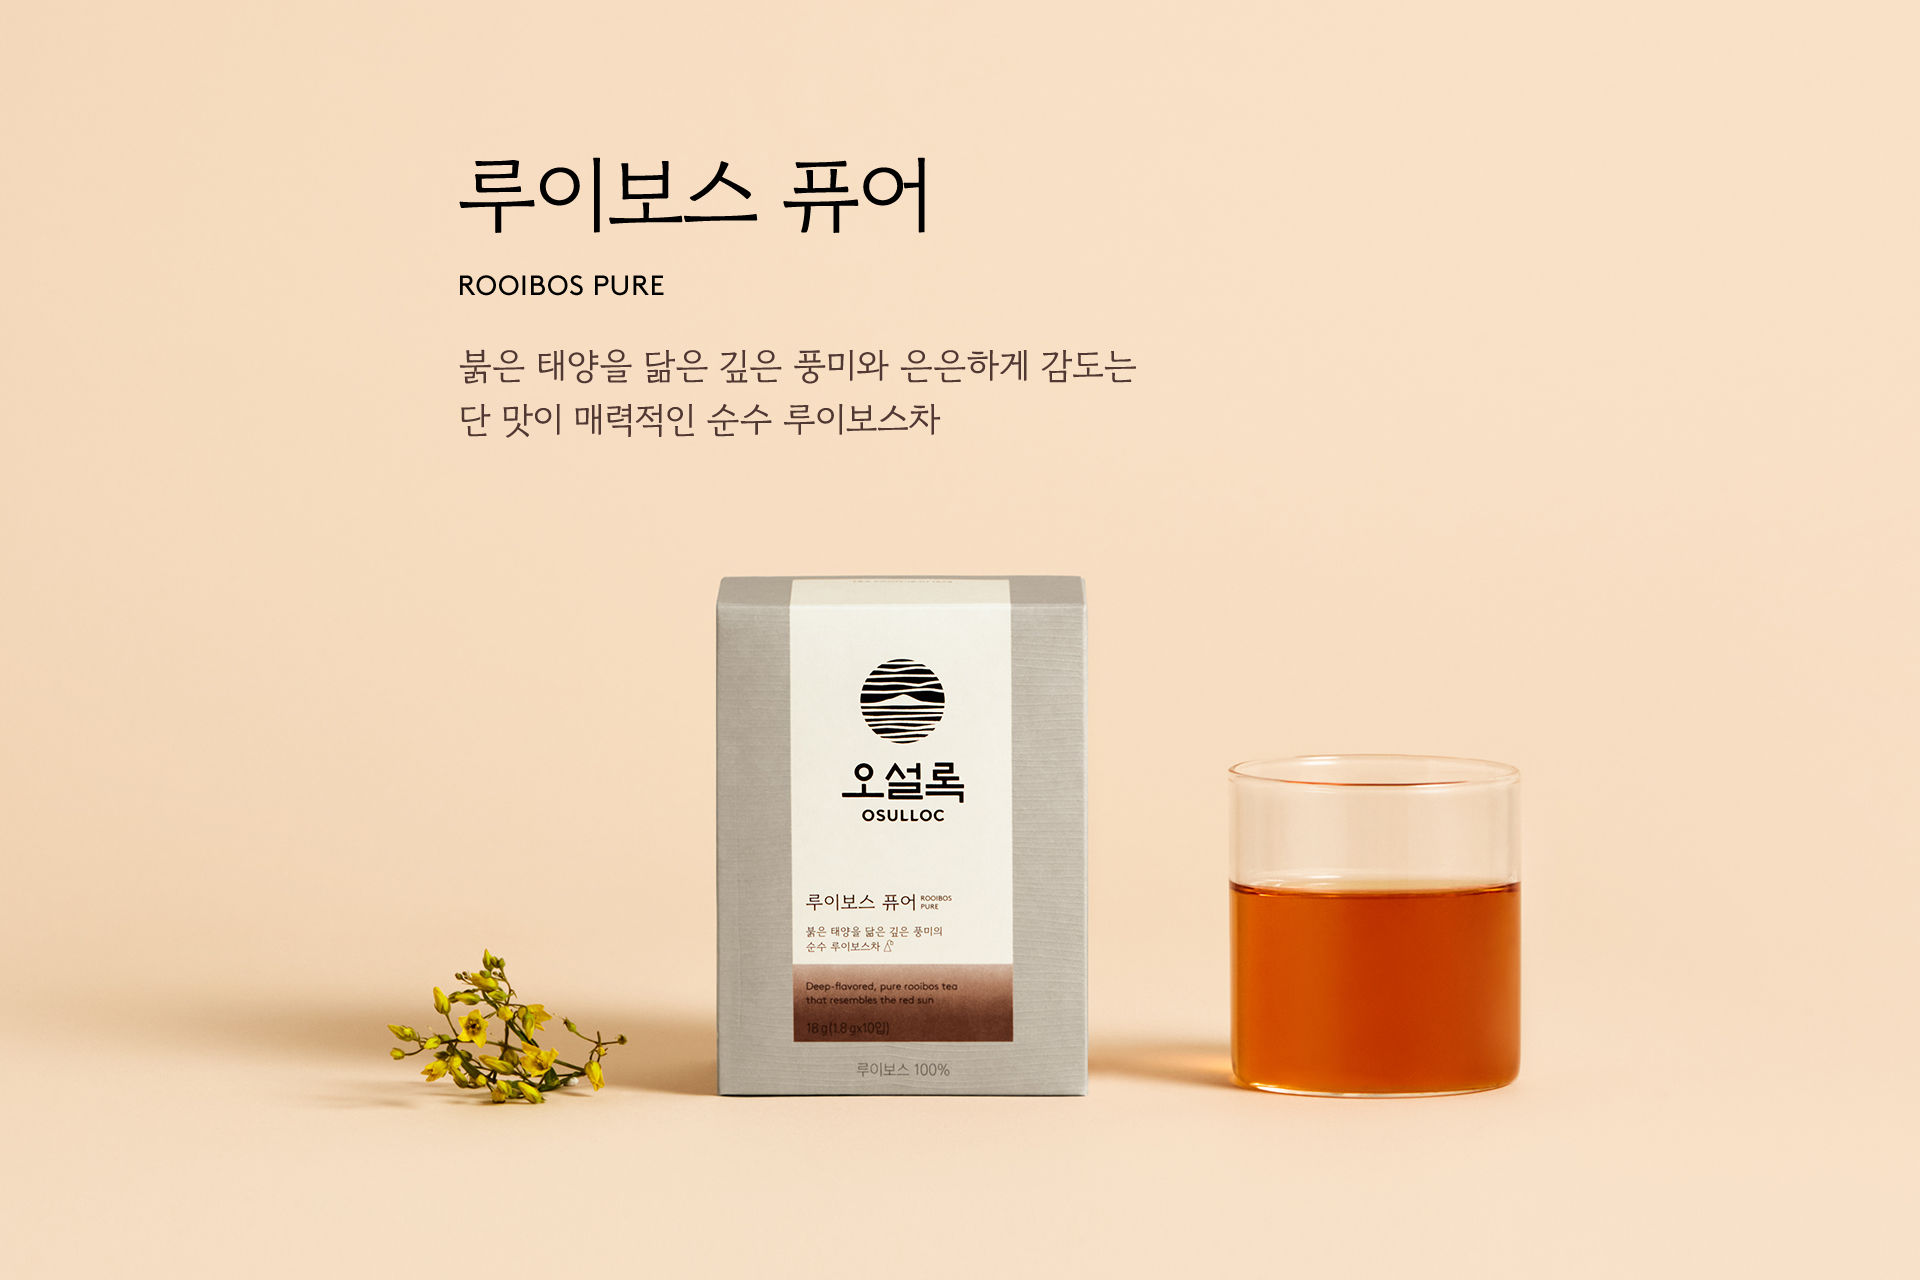 루이보스 퓨어
ROOIBOS PURE
붉은 태양을 닮은 깊은 풍미와 은은하게 감도는
단 맛이 매력적인 순수 루이보스차
오설록
OSULLOC
루이보스 퓨어 ROOIBOS
PURE
붉은 태양을 닮은 깊은 풍미의
순수 루이보스차
Deep-flavored, pure rooibos tea
that resembles the red sun
18 g(1.8 gx10입)
루이보스 100%